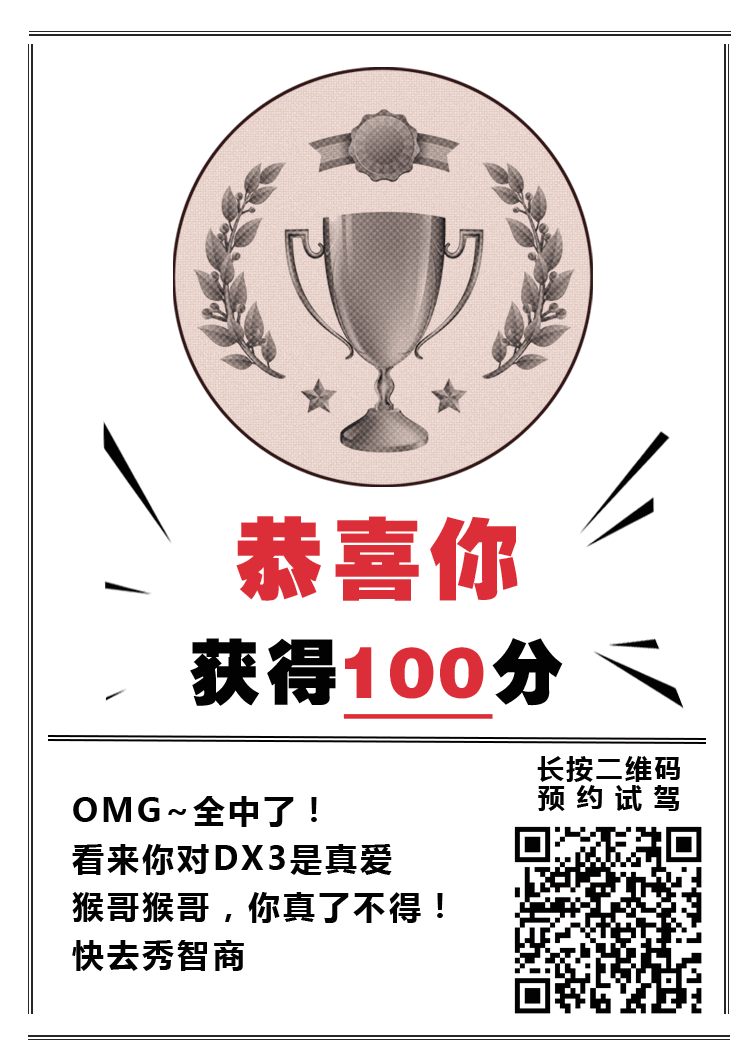 恭喜你
获得100分
OMG~全中了！
看来你对DX3是真爱
猴哥猴哥，你真了不得！
快去秀智商
长按二维码
预约试驾